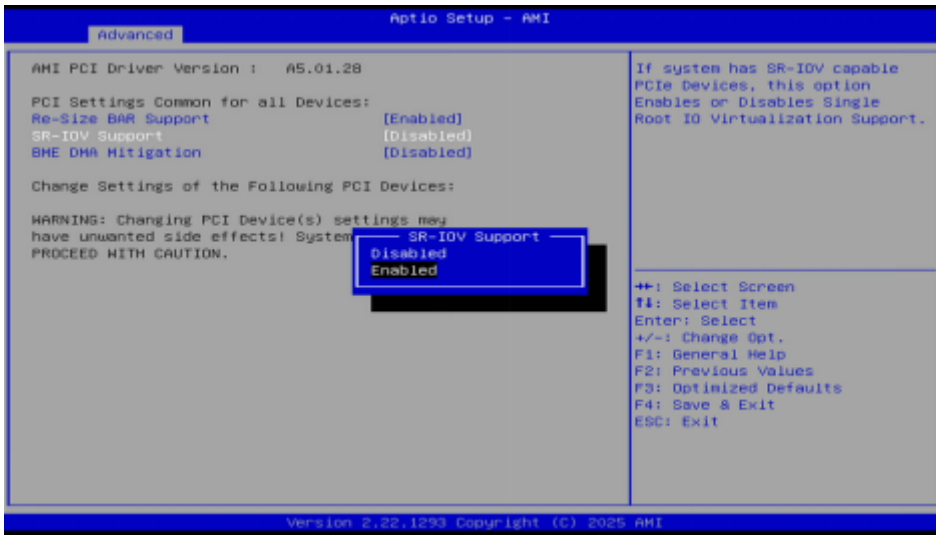 Aptio Setup - AMI
Advanced
AMI PCI Driver Version : A5.01.28
PCI Settings Common for all Devices:
Re-Size BAR Support [Enabled]
SR-IOV Support [Disabled]
BME DMA Mitigation [Disabled]
Change Settings of the Following PCI Devices:
WARNING: Changing PCI Device(s) settings may
have unwanted side effects! System
PROCEED WITH CAUTION.
SR-IOV Support
Disabled
Enabled
If system has SR-IOV capable
PCIe Devices, this option
Enables or Disables Single
Root IO Virtualization Support.
→←: Select Screen
↑↓: Select Item
Enter: Select
+/-: Change Opt.
F1: General Help
F2: Previous Values
F3: Optimized Defaults
F4: Save & Exit
ESC: Exit
Version 2.22.1293 Copyright (C) 2025 AMI